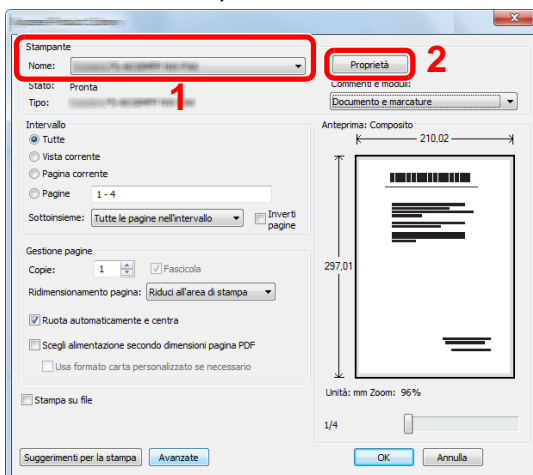 Stampante
Nome:
Proprietà
2
Stato: Pronta
1
Commenti e moduli:
Tipo:
Documento e marcature
Intervallo
Tutte
Vista corrente
Pagina corrente
Pagine 1 - 4
Sottoinsieme: Tutte le pagine nell'intervallo
Inverti
pagine
Gestione pagine
Copie: 1
Fascicola
Ridimensionamento pagina: Riduci all'area di stampa
Ruota automaticamente e centra
Scegli alimentazione secondo dimensioni pagina PDF
Usa formato carta personalizzato se necessario
Stampa su file
Anteprima: Composito
210,02
297,01
Unità: mm Zoom: 96%
1/4
Suggerimenti per la stampa
Avanzate
OK
Annulla